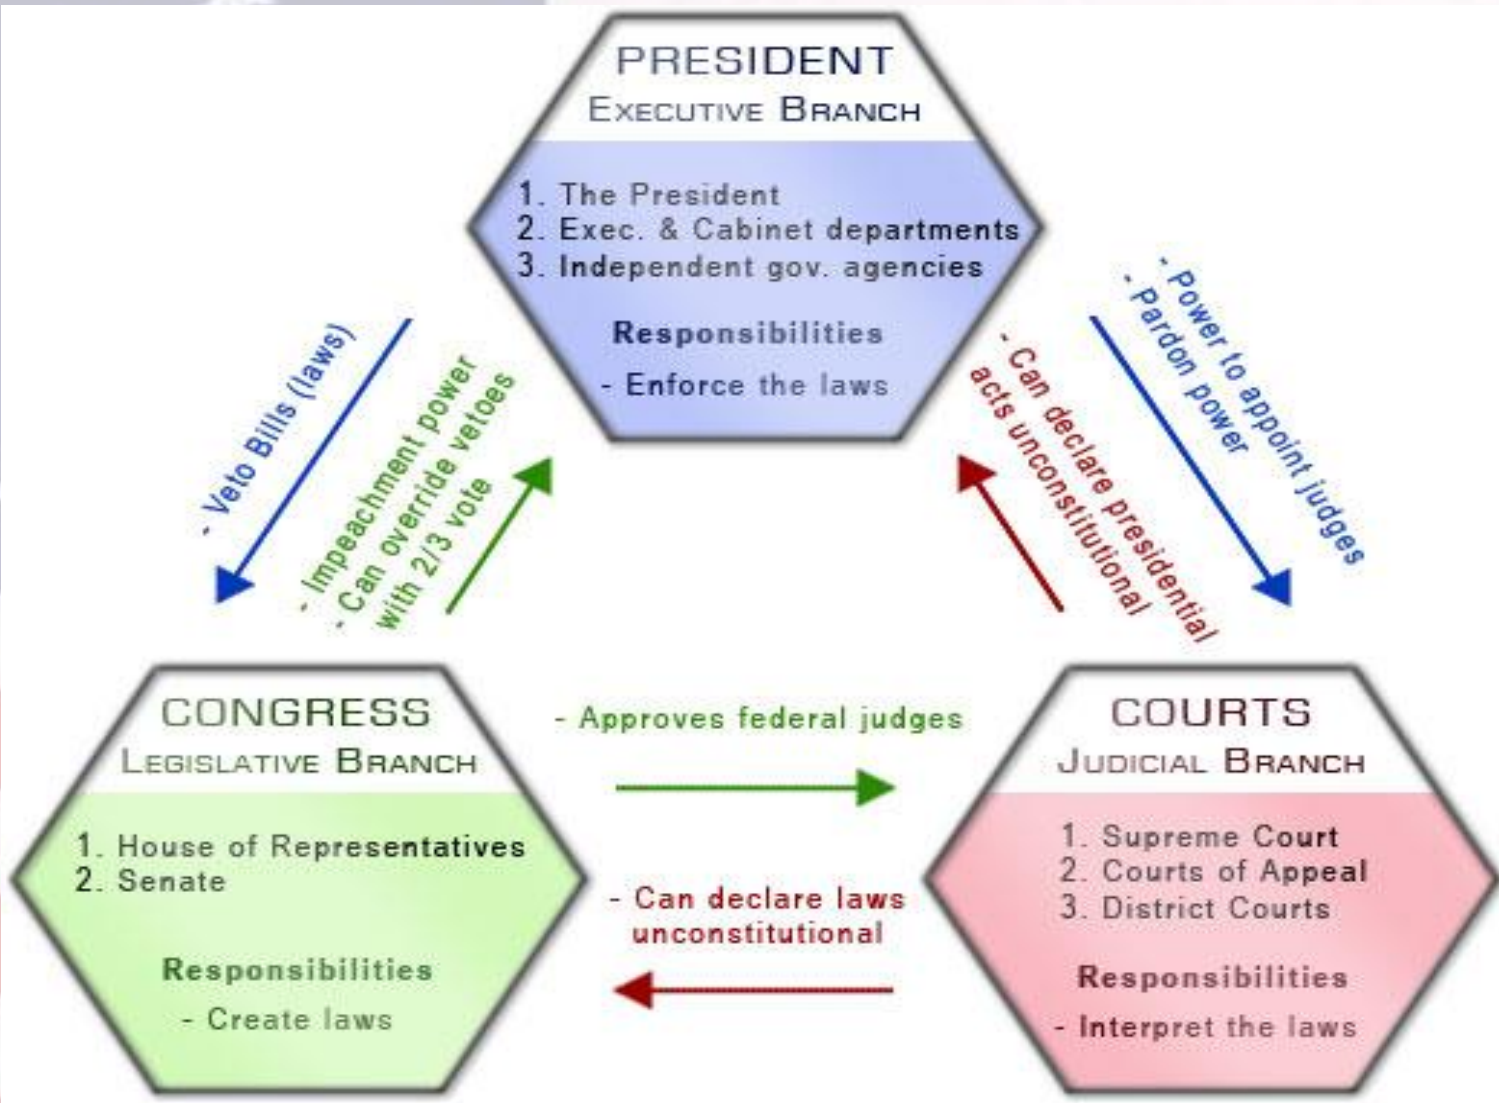 PRESIDENT
EXECUTIVE BRANCH
1. The President
2. Exec. & Cabinet departments
3. Independent gov. agencies
Responsibilities
- Enforce the laws
- Veto Bills (laws)
- Impeachment power
- Can override vetoes
with 2/3 vote
- Can declare presidential
acts unconstitutional
- Power to appoint judges
- Pardon power
CONGRESS
LEGISLATIVE BRANCH
1. House of Representatives
2. Senate
Responsibilities
- Create laws
- Approves federal judges
- Can declare laws
unconstitutional
COURTS
JUDICIAL BRANCH
1. Supreme Court
2. Courts of Appeal
3. District Courts
Responsibilities
- Interpret the laws